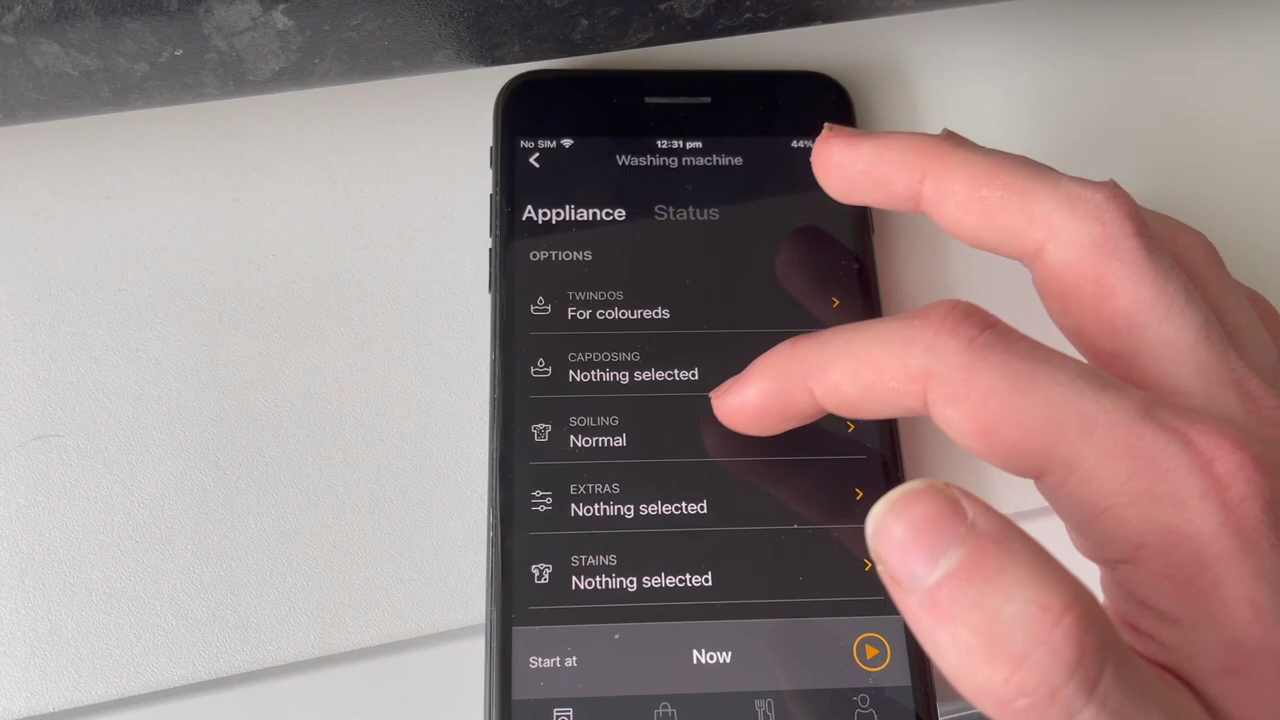 No SIM 12:31 pm 44%
Washing machine
Appliance Status
OPTIONS
TWINDOS
For coloureds
CAPDOSING
Nothing selected
SOILING
Normal
EXTRAS
Nothing selected
STAINS
Nothing selected
Start at Now